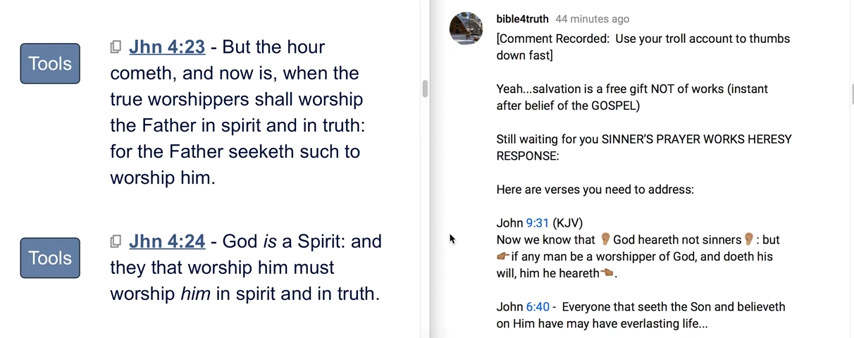 Tools
Jhn 4:23 - But the hour
cometh, and now is, when the
true worshippers shall worship
the Father in spirit and in truth:
for the Father seeketh such to
worship him.
Tools
Jhn 4:24 - God is a Spirit: and
they that worship him must
worship him in spirit and in truth.
bible4truth 44 minutes ago
[Comment Recorded: Use your troll account to thumbs
down fast]
Yeah...salvation is a free gift NOT of works (instant
after belief of the GOSPEL)
Still waiting for you SINNER'S PRAYER WORKS HERESY
RESPONSE:
Here are verses you need to address:
John 9:31 (KJV)
Now we know that 👂🏽God heareth not sinners👂🏽: but
👉🏽if any man be a worshipper of God, and doeth his
will, him he heareth👈🏽.
John 6:40 - Everyone that seeth the Son and believeth
on Him have may have everlasting life...